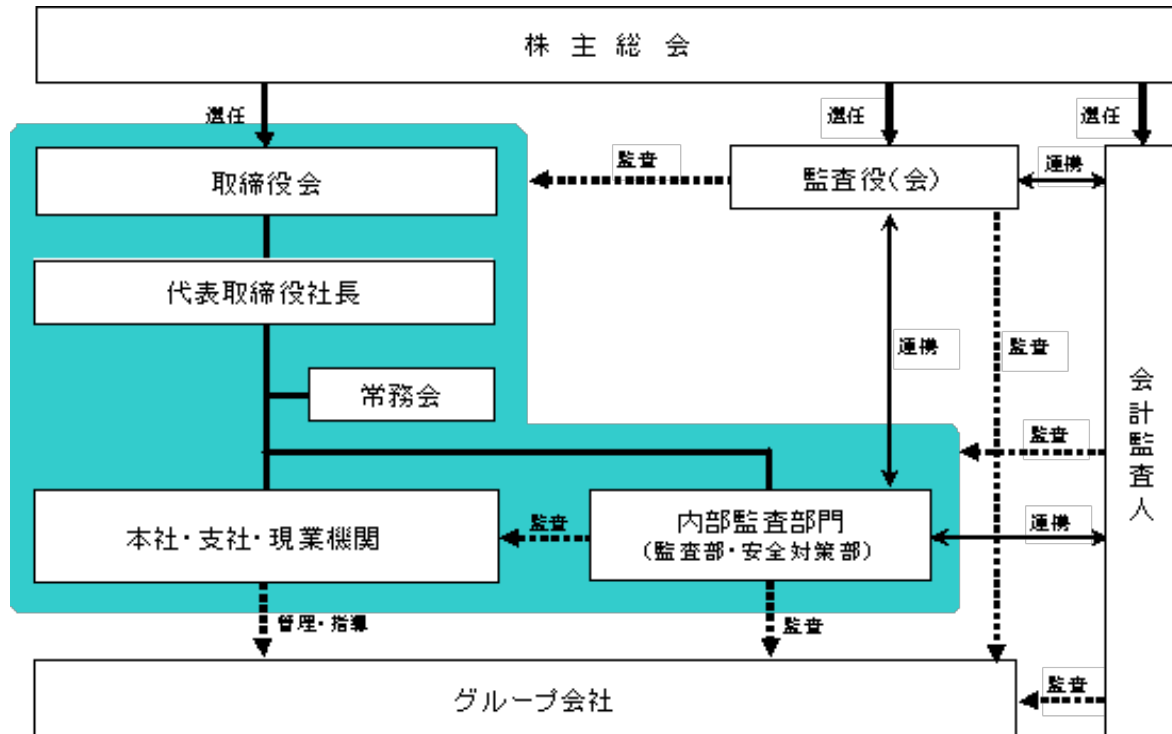 株主総会
選任
選任
選任
取締役会
監査
監査役(会)
連携
代表取締役社長
常務会
連携
監査
会計監査人
監査
本社・支社・現業機関
監査
内部監査部門
(監査部・安全対策部)
連携
管理・指導
監査
グループ会社
監査